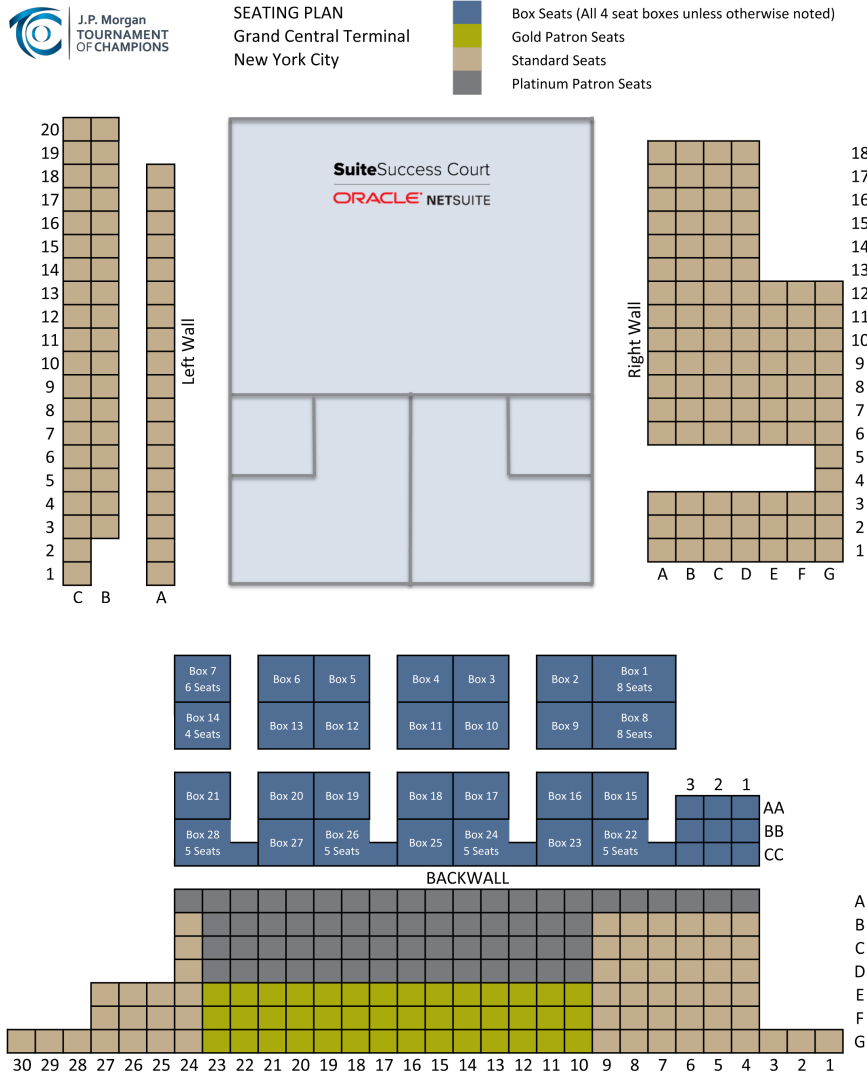 J.P. Morgan
TOURNAMENT
OF CHAMPIONS
SEATING PLAN
Grand Central Terminal
New York City
Box Seats (All 4 seat boxes unless otherwise noted)
Gold Patron Seats
Standard Seats
Platinum Patron Seats
20
19
18
17
16
15
14
13
12
11
10
9
8
7
6
5
4
3
2
1
C B A
Left Wall
SuiteSuccess Court
ORACLE NETSUITE
Right Wall
18
17
16
15
14
13
12
11
10
9
8
7
6
5
4
3
2
1
A B C D E F G
Box 7
6 Seats
Box 6
Box 5
Box 4
Box 3
Box 2
Box 1
8 Seats
Box 14
4 Seats
Box 13
Box 12
Box 11
Box 10
Box 9
Box 8
8 Seats
Box 21
Box 20
Box 19
Box 18
Box 17
Box 16
Box 15
3 2 1
AA
BB
CC
Box 28
5 Seats
Box 27
Box 26
5 Seats
Box 25
Box 24
5 Seats
Box 23
Box 22
5 Seats
BACKWALL
A
B
C
D
E
F
G
30 29 28 27 26 25 24 23 22 21 20 19 18 17 16 15 14 13 12 11 10 9 8 7 6 5 4 3 2 1